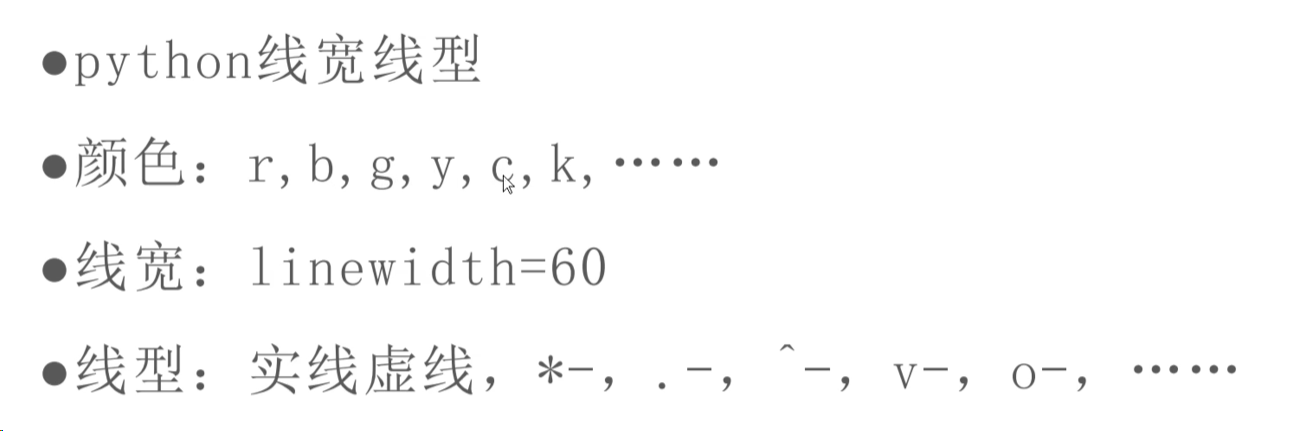 ●python线宽线型
●颜色：r,b,g,y,c,k,……
●线宽：linewidth=60
●线型：实线虚线，*-，.-，^-，v-，o-，……